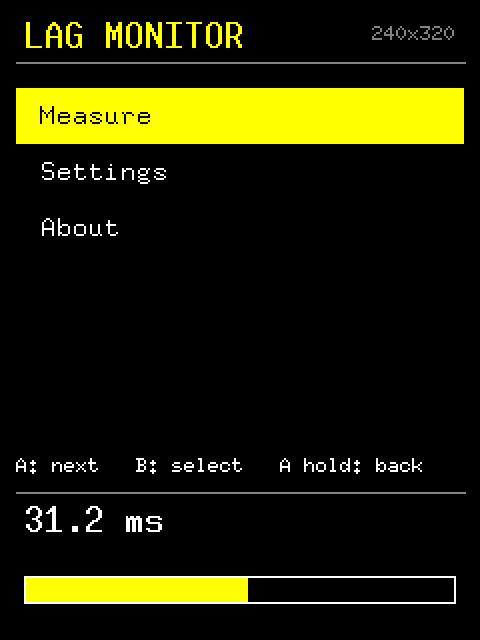 LAG MONITOR 240x320
Measure
Settings
About
A: next B: select A hold: back
31.2 ms